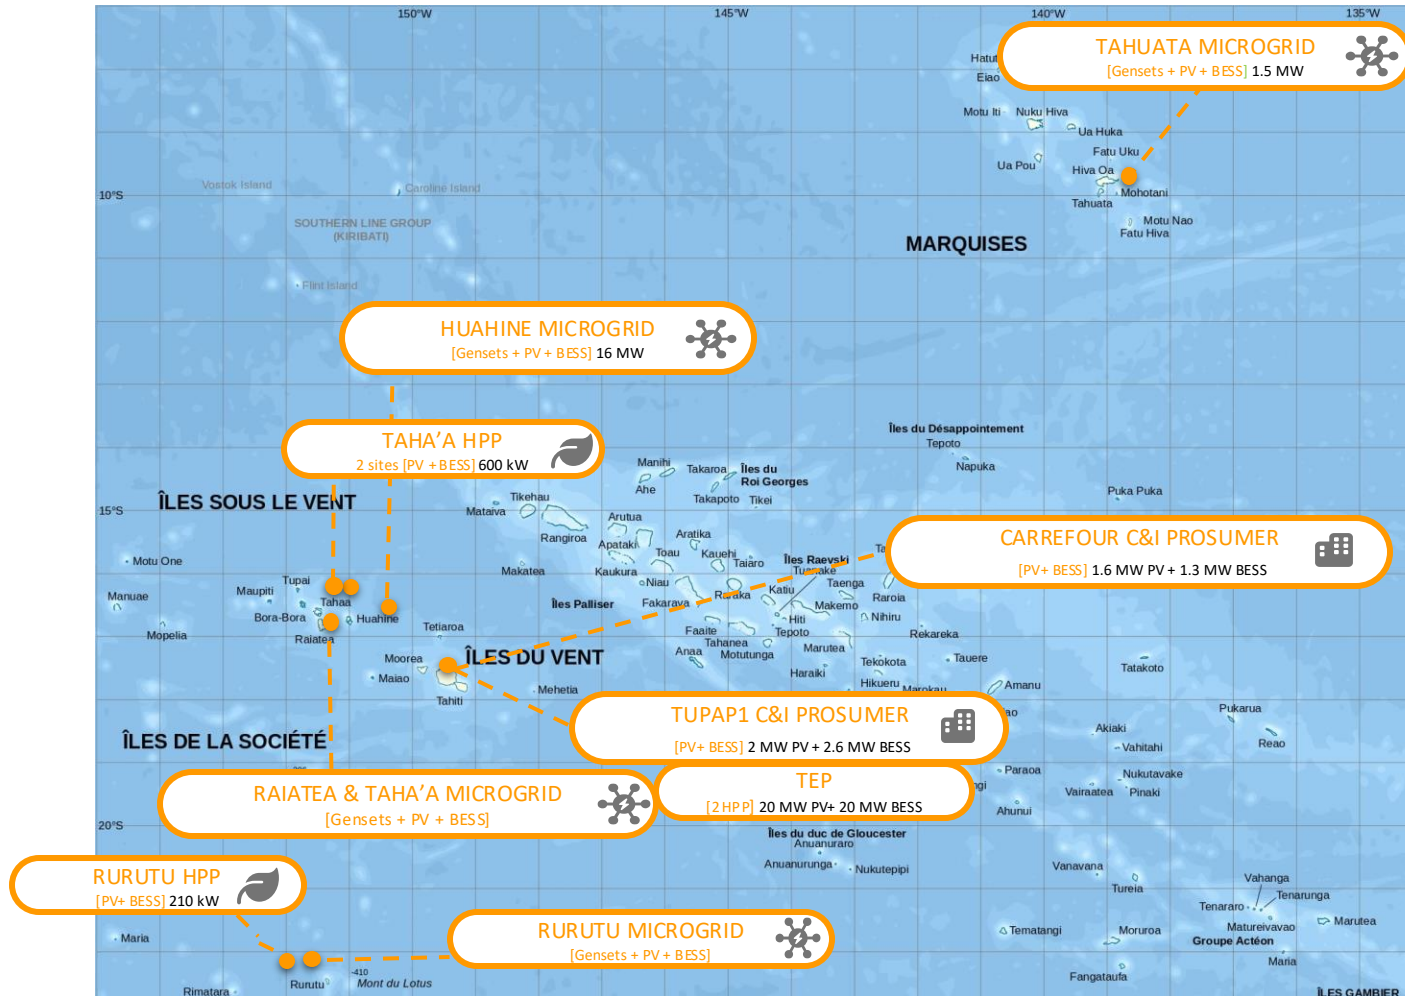 150°W
145°W
140°W
135°W
TAHUATA MICROGRID
[Gensets + PV + BESS] 1.5 MW
Hatut
Eiao
Motu Iti
Nuku Hiva
Ua Huka
Fatu Uku
Ua Pou
Hiva Oa
Mohotani
Tahuata
Motu Nao
Fatu Hiva
MARQUISES
Vostok Island
Caroline Island
10°S
SOUTHERN LINE GROUP
(KIRIBATI)
Flint Island
HUAHINE MICROGRID
[Gensets + PV + BESS] 16 MW
TAHA'A HPP
2 sites [PV + BESS] 600 kW
Îles du Désappointement
Tepoto
Napuka
Puka Puka
15°S
ÎLES SOUS LE VENT
Manihi
Takaroa
Îles du
Roi Georges
Ahe
Takapoto
Tikei
Tikehau
Mataiva
Rangiroa
Arutua
Apataki
Aratika
Toau
Kauehi
Taiaro
Kaukura
Niau
Makatea
Îles Palliser
Fakarava
Raraka
Katiu
Îles Raevski
Tuanake
Taenga
Makemo
Hiti
Tepoto
Raroia
Nihiru
Ta
CARREFOUR C&I PROSUMER
[PV+ BESS] 1.6 MW PV + 1.3 MW BESS
Motu One
Manuae
Mopelia
Tupai
Maupiti
Tahaa
Bora-Bora
Huahine
Raiatea
Tetiaroa
Moorea
Maiao
Tahiti
Mehetia
ÎLES DU VENT
Faaite
Tahanea
Anaa
Motutunga
Marutea
Haraiki
Rekareka
Tekokota
Tauere
Hikueru
Marokau
Amanu
ao
Tatakoto
Pukarua
Reao
Akiaki
Vahitahi
Nukutavake
Vairaatea
Pinaki
Paraoa
ngi
Ahunui
TUPAP1 C&I PROSUMER
[PV+ BESS] 2 MW PV + 2.6 MW BESS
TEP
[2 HPP] 20 MW PV+ 20 MW BESS
ÎLES DE LA SOCIÉTÉ
RAIATEA & TAHA'A MICROGRID
[Gensets + PV + BESS]
20°S
Îles du duc de Gloucester
Anuanuraro
Anuanurunga
Nukutepipi
Vanavana
Tureia
Vahanga
Tenarunga
Tenararo
Matureivavao
Marutea
Groupe Actéon
Maria
Tematangi
Moruroa
Fangataufa
ÎLES GAMBIER
RURUTU HPP
[PV+ BESS] 210 kW
RURUTU MICROGRID
[Gensets + PV + BESS]
Maria
Rimatara
Rurutu
-410
Mont du Lotus